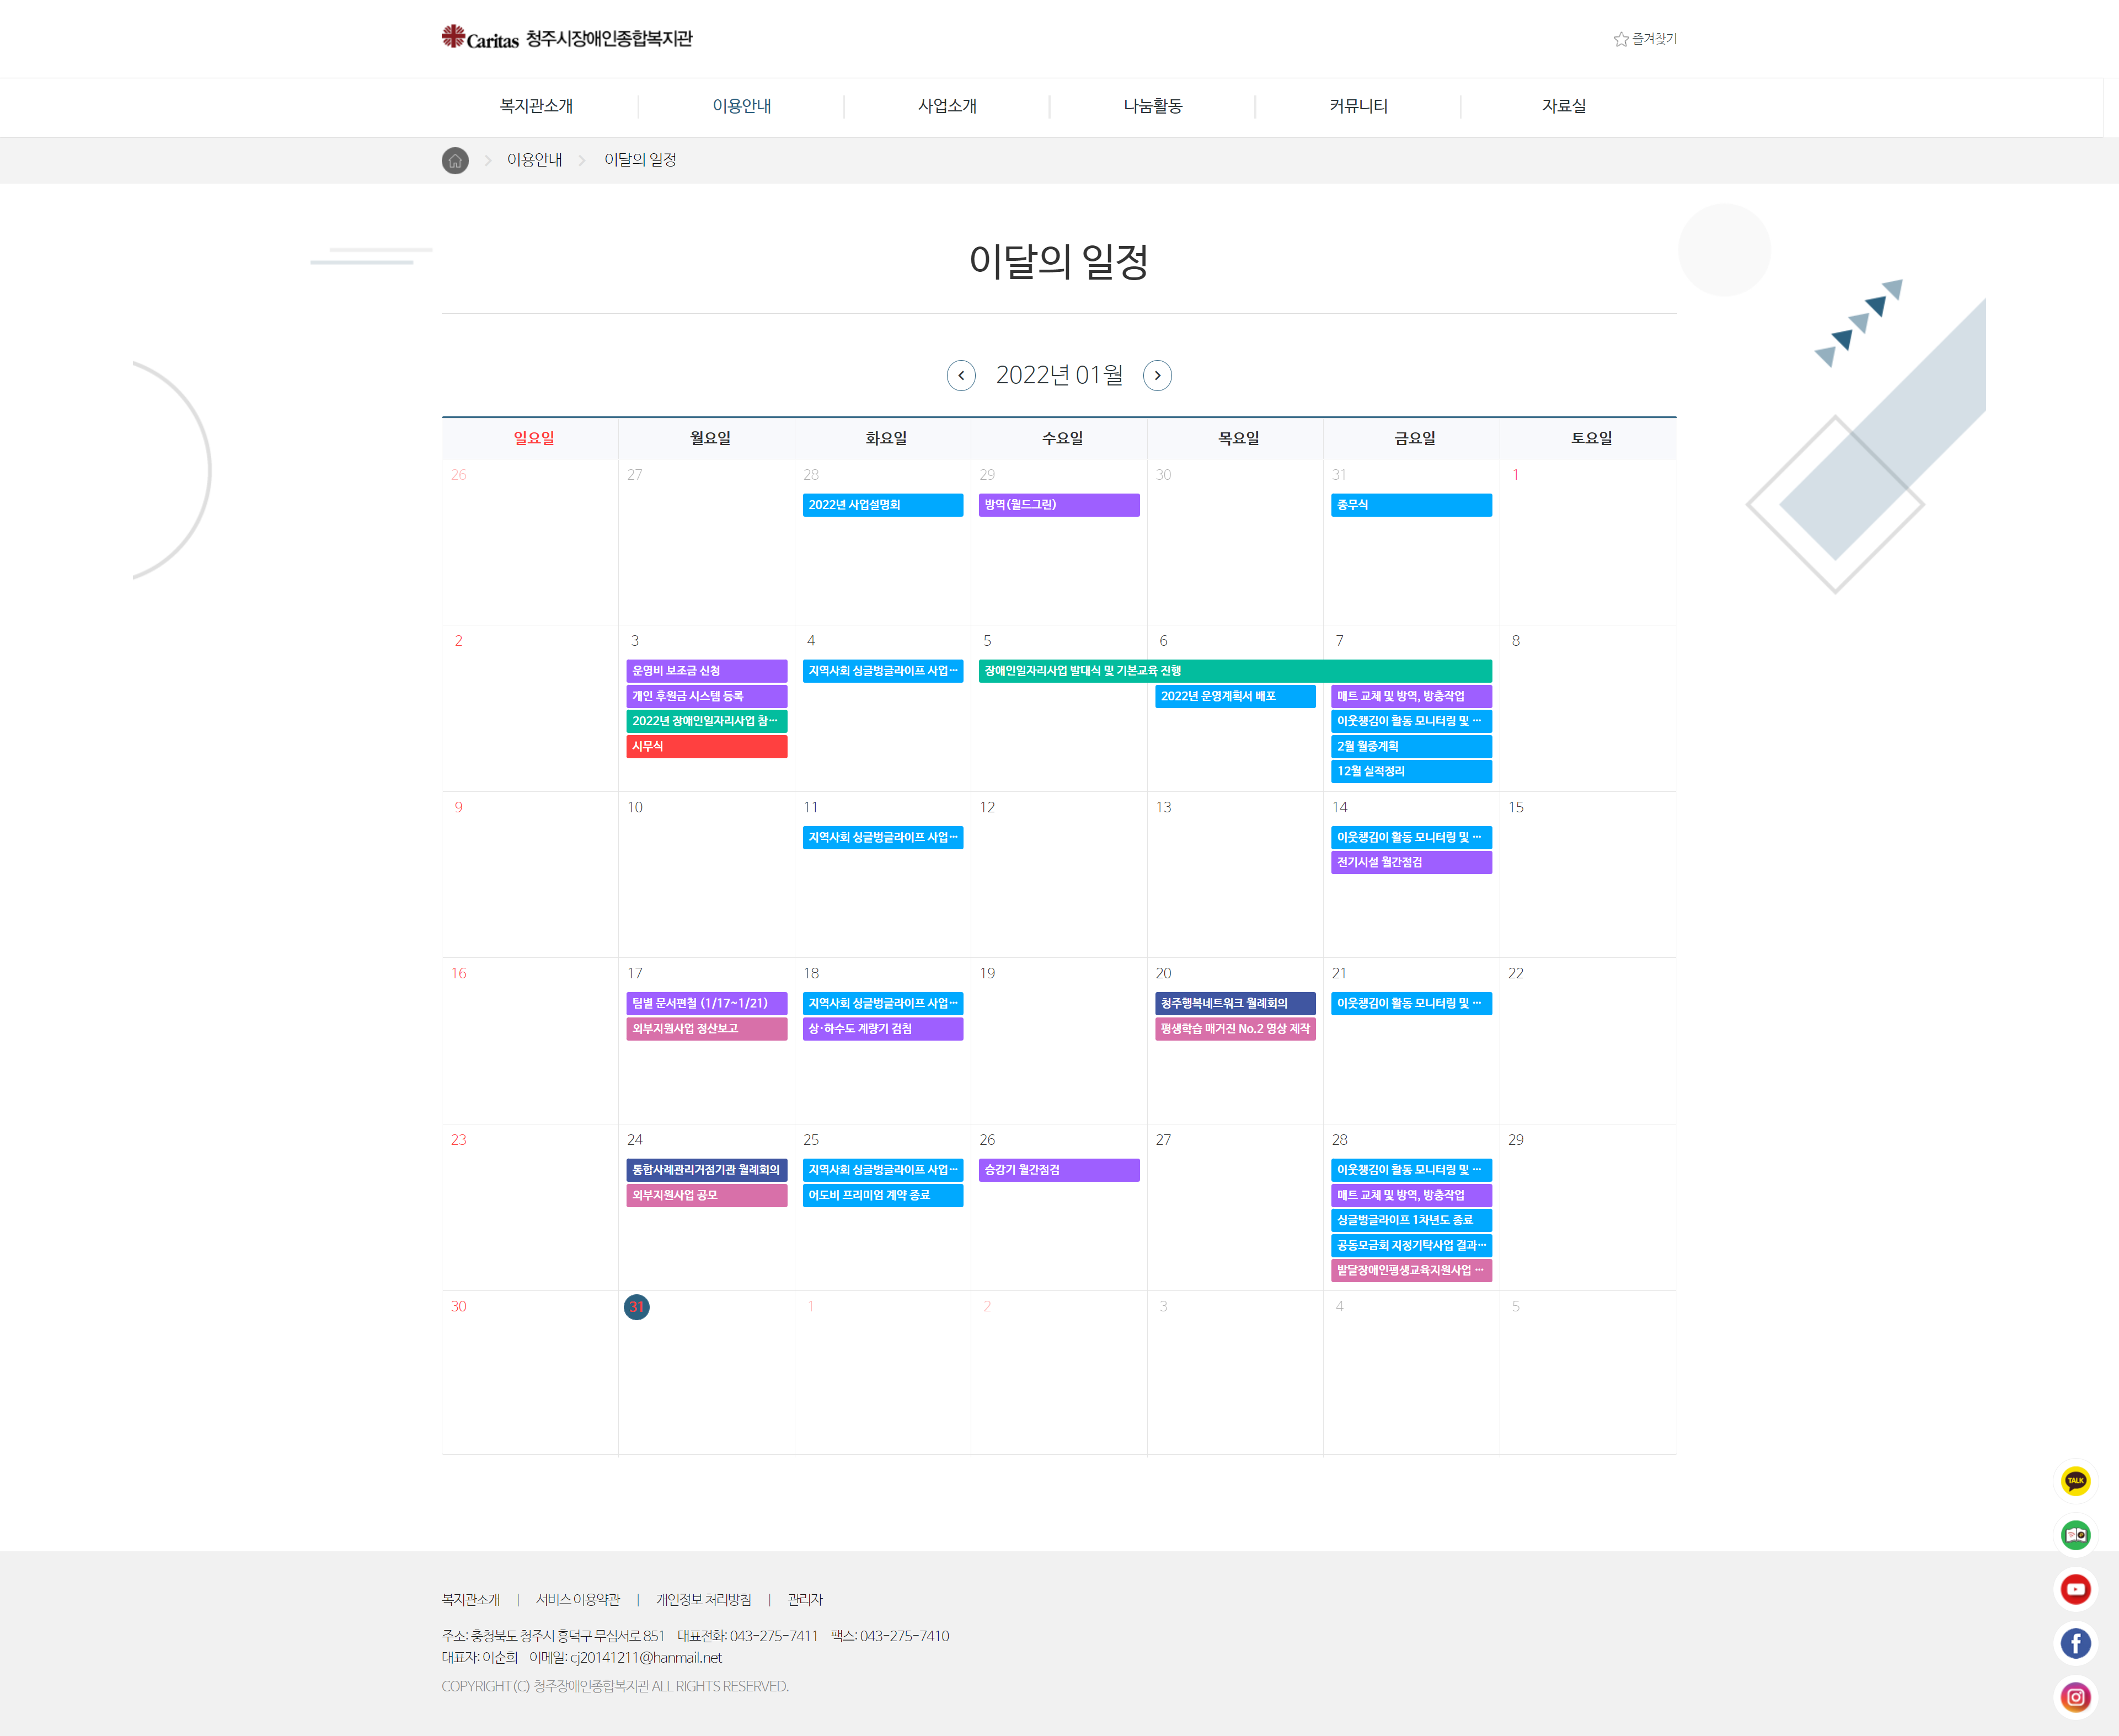 Caritas 청주시장애인종합복지관
즐겨찾기
복지관소개 이용안내 사업소개 나눔활동 커뮤니티 자료실
이용안내 이달의 일정
이달의 일정
2022년 01월
일요일 월요일 화요일 수요일 목요일 금요일 토요일
26 27 28 29 30 31 1
2022년 사업설명회 방역(월드그린) 종무식
2 3 4 5 6 7 8
운영비 보조금 신청 지역사회 싱글벙글라이프 사업… 장애인일자리사업 발대식 및 기본교육 진행
개인 후원금 시스템 등록 2022년 운영계획서 배포 매트 교체 및 방역, 방충작업
2022년 장애인일자리사업 참… 이웃챙김이 활동 모니터링 및 …
시무식 2월 월중계획
12월 실적정리
9 10 11 12 13 14 15
지역사회 싱글벙글라이프 사업… 이웃챙김이 활동 모니터링 및 …
전기시설 월간점검
16 17 18 19 20 21 22
팀별 문서편철 (1/17~1/21) 지역사회 싱글벙글라이프 사업… 청주행복네트워크 월례회의 이웃챙김이 활동 모니터링 및 …
외부지원사업 정산보고 상·하수도 계량기 검침 평생학습 매거진 No.2 영상 제작
23 24 25 26 27 28 29
통합사례관리거점기관 월례회의 지역사회 싱글벙글라이프 사업… 승강기 월간점검 이웃챙김이 활동 모니터링 및 …
외부지원사업 공모 어도비 프리미엄 계약 종료 매트 교체 및 방역, 방충작업
싱글벙글라이프 1차년도 종료
공동모금회 지정기탁사업 결과…
발달장애인평생교육지원사업 …
30 31 1 2 3 4 5
TALK
복지관소개 | 서비스 이용약관 | 개인정보 처리방침 | 관리자
주소: 충청북도 청주시 흥덕구 무심서로 851 대표전화: 043-275-7411 팩스: 043-275-7410
대표자: 이순희 이메일: cj20141211@hanmail.net
COPYRIGHT (C) 청주장애인종합복지관 ALL RIGHTS RESERVED.